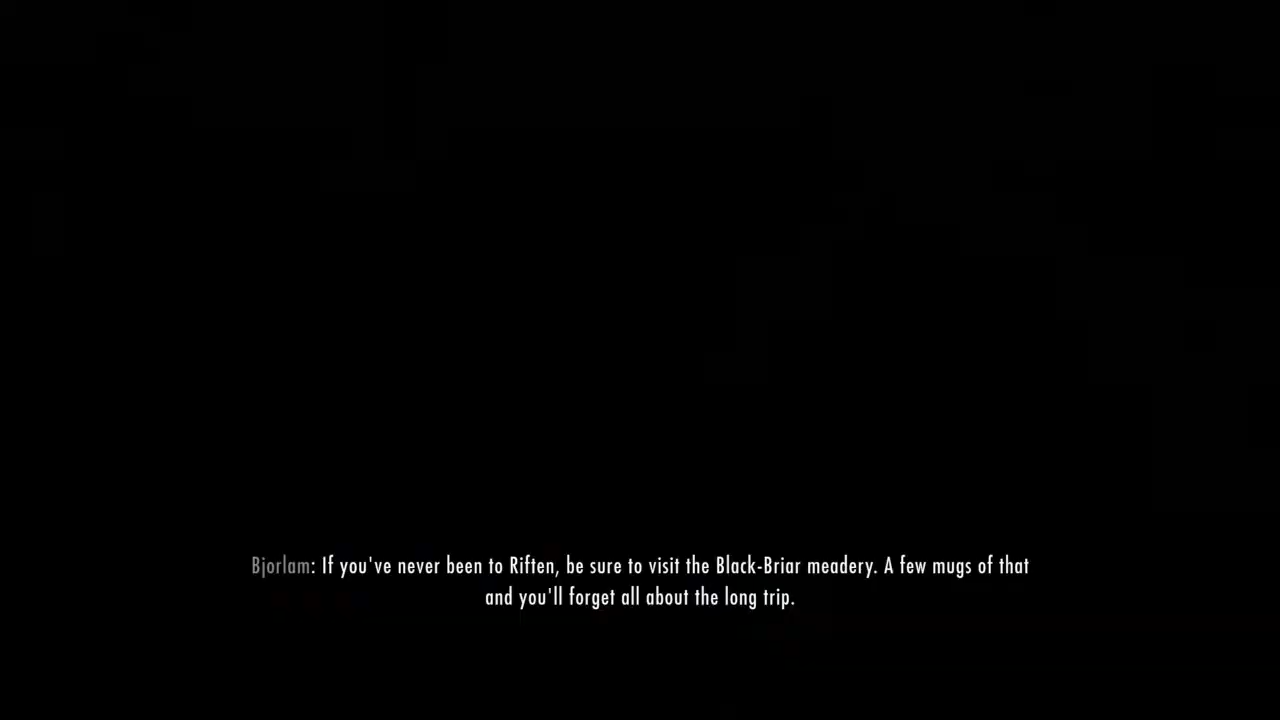 Bjorlam: If you've never been to Riften, be sure to visit the Black-Briar meadery. A few mugs of that
and you'll forget all about the long trip.